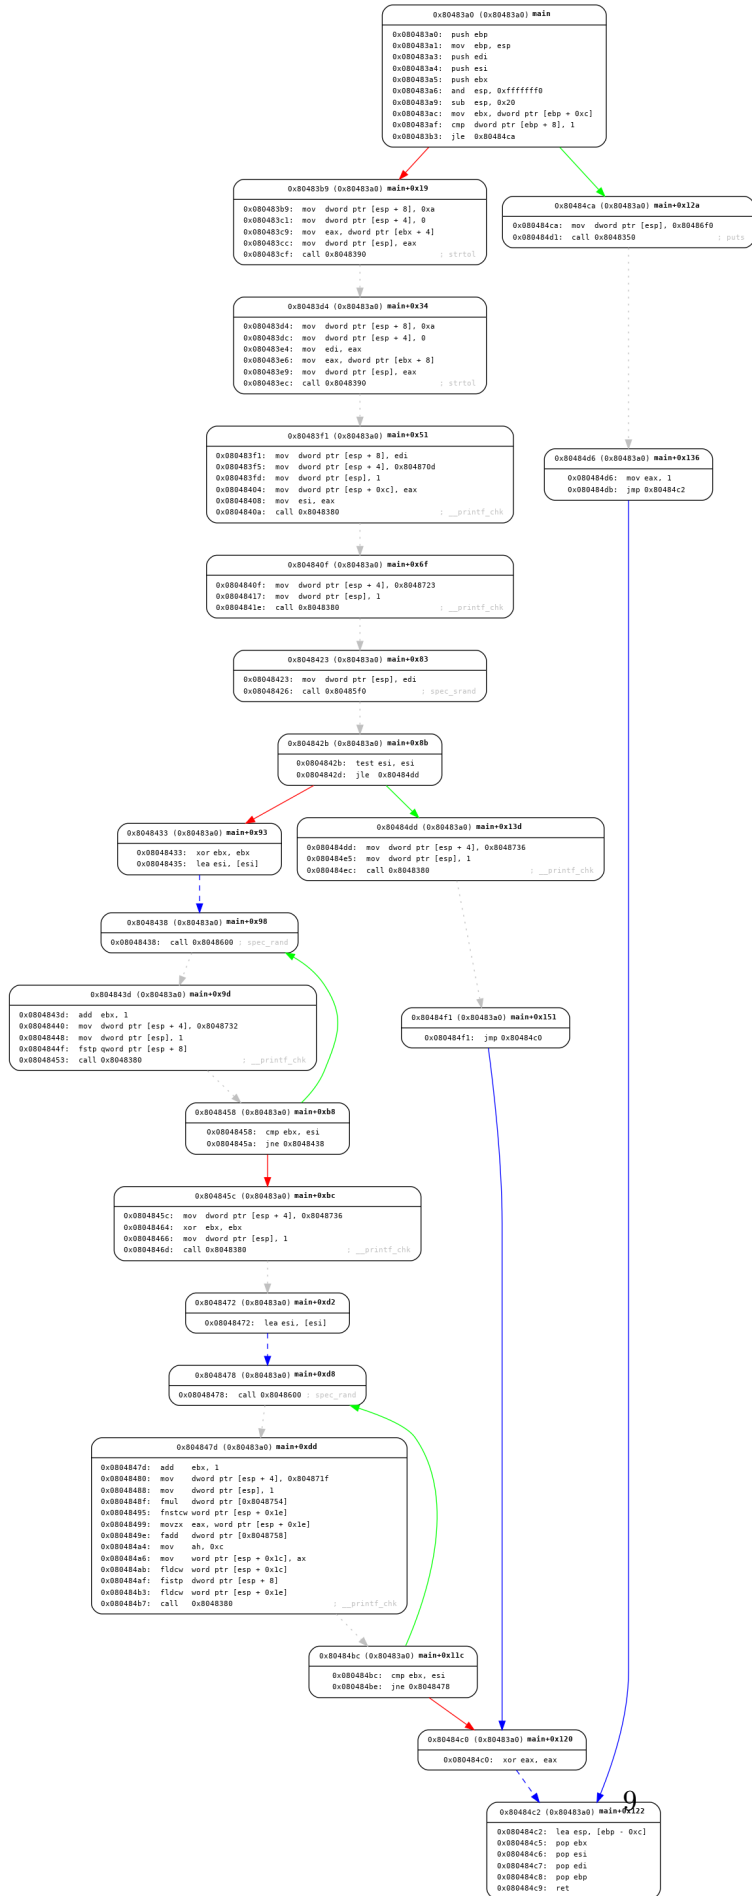 0x80483a0 (0x80483a0) main
0x080483a0: push ebp
0x080483a1: mov ebp, esp
0x080483a3: push edi
0x080483a4: push esi
0x080483a5: push ebx
0x080483a6: and esp, 0xfffffff0
0x080483a9: sub esp, 0x20
0x080483ac: mov ebx, dword ptr [ebp + 0xc]
0x080483af: cmp dword ptr [ebp + 8], 1
0x080483b3: jle 0x80484ca
0x80483b9 (0x80483a0) main+0x19
0x080483b9: mov dword ptr [esp + 8], 0xa
0x080483c1: mov dword ptr [esp + 4], 0
0x080483c9: mov eax, dword ptr [ebx + 4]
0x080483cc: mov dword ptr [esp], eax
0x080483cf: call 0x8048390 ; strtol
0x80484ca (0x80483a0) main+0x12a
0x080484ca: mov dword ptr [esp], 0x80486f0
0x080484d1: call 0x8048350 ; puts
0x80483d4 (0x80483a0) main+0x34
0x080483d4: mov dword ptr [esp + 8], 0xa
0x080483dc: mov dword ptr [esp + 4], 0
0x080483e4: mov edi, eax
0x080483e6: mov eax, dword ptr [ebx + 8]
0x080483e9: mov dword ptr [esp], eax
0x080483ec: call 0x8048390 ; strtol
0x80483f1 (0x80483a0) main+0x51
0x080483f1: mov dword ptr [esp + 8], edi
0x080483f5: mov dword ptr [esp + 4], 0x804870d
0x080483fd: mov dword ptr [esp], 1
0x08048404: mov dword ptr [esp + 0xc], eax
0x08048408: mov esi, eax
0x0804840a: call 0x8048380 ; __printf_chk
0x80484d6 (0x80483a0) main+0x136
0x080484d6: mov eax, 1
0x080484db: jmp 0x80484c2
0x804840f (0x80483a0) main+0x6f
0x0804840f: mov dword ptr [esp + 4], 0x8048723
0x08048417: mov dword ptr [esp], 1
0x0804841e: call 0x8048380 ; __printf_chk
0x8048423 (0x80483a0) main+0x83
0x08048423: mov dword ptr [esp], edi
0x08048426: call 0x80485f0 ; spec_srand
0x804842b (0x80483a0) main+0x8b
0x0804842b: test esi, esi
0x0804842d: jle 0x80484dd
0x8048433 (0x80483a0) main+0x93
0x08048433: xor ebx, ebx
0x08048435: lea esi, [esi]
0x80484dd (0x80483a0) main+0x13d
0x080484dd: mov dword ptr [esp + 4], 0x8048736
0x080484e5: mov dword ptr [esp], 1
0x080484ec: call 0x8048380 ; __printf_chk
0x8048438 (0x80483a0) main+0x98
0x08048438: call 0x8048600 ; spec_rand
0x804843d (0x80483a0) main+0x9d
0x0804843d: add ebx, 1
0x08048440: mov dword ptr [esp + 4], 0x8048732
0x08048448: mov dword ptr [esp], 1
0x0804844f: fstp qword ptr [esp + 8]
0x08048453: call 0x8048380 ; __printf_chk
0x80484f1 (0x80483a0) main+0x151
0x080484f1: jmp 0x80484c0
0x8048458 (0x80483a0) main+0xb8
0x08048458: cmp ebx, esi
0x0804845a: jne 0x8048438
0x804845c (0x80483a0) main+0xbc
0x0804845c: mov dword ptr [esp + 4], 0x8048736
0x08048464: xor ebx, ebx
0x08048466: mov dword ptr [esp], 1
0x0804846d: call 0x8048380 ; __printf_chk
0x8048472 (0x80483a0) main+0xd2
0x08048472: lea esi, [esi]
0x8048478 (0x80483a0) main+0xd8
0x08048478: call 0x8048600 ; spec_rand
0x804847d (0x80483a0) main+0xdd
0x0804847d: add ebx, 1
0x08048480: mov dword ptr [esp + 4], 0x804871f
0x08048488: mov dword ptr [esp], 1
0x0804848f: fmul dword ptr [0x8048754]
0x08048495: fnstcw word ptr [esp + 0x1e]
0x08048499: movzx eax, word ptr [esp + 0x1e]
0x0804849e: fadd dword ptr [0x8048758]
0x080484a4: mov ah, 0xc
0x080484a6: mov word ptr [esp + 0x1c], ax
0x080484ab: fldcw word ptr [esp + 0x1c]
0x080484af: fistp dword ptr [esp + 8]
0x080484b3: fldcw word ptr [esp + 0x1e]
0x080484b7: call 0x8048380 ; __printf_chk
0x80484bc (0x80483a0) main+0x11c
0x080484bc: cmp ebx, esi
0x080484be: jne 0x8048478
0x80484c0 (0x80483a0) main+0x120
0x080484c0: xor eax, eax
9
0x80484c2 (0x80483a0) main+0x122
0x080484c2: lea esp, [ebp - 0xc]
0x080484c5: pop ebx
0x080484c6: pop esi
0x080484c7: pop edi
0x080484c8: pop ebp
0x080484c9: ret